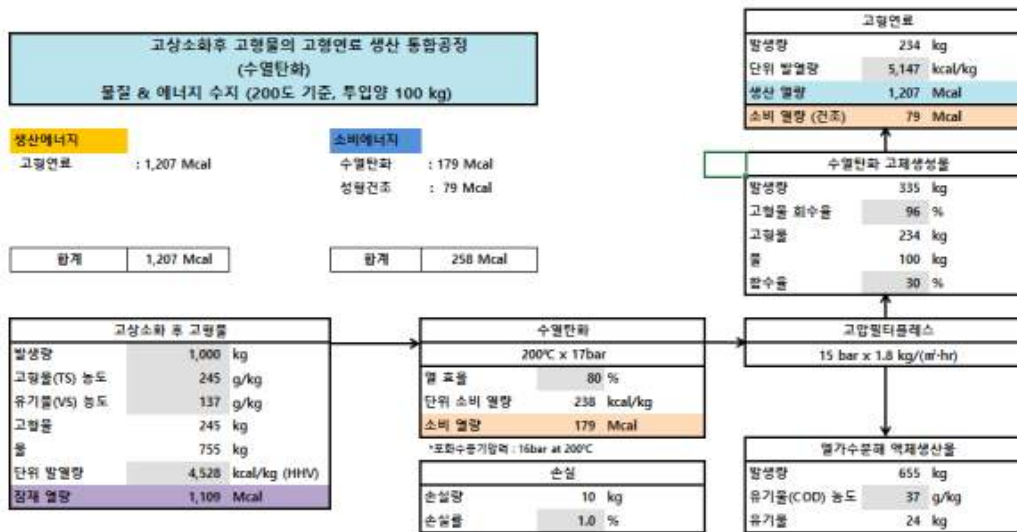 고상소화후 고형물의 고형연료 생산 통합공정
(수열탄화)
물질 & 에너지 수지 (200도 기준, 투입양 100 kg)
생산에너지
고형연료 : 1,207 Mcal
합계 1,207 Mcal
소비에너지
수열탄화 : 179 Mcal
성형건조 : 79 Mcal
합계 258 Mcal
고형연료
발생량 234 kg
단위 발열량 5,147 kcal/kg
생산 열량 1,207 Mcal
소비 열량 (건조) 79 Mcal
수열탄화 고체생성물
발생량 335 kg
고형물 회수율 96 %
고형물 234 kg
물 100 kg
함수율 30 %
고상소화 후 고형물
발생량 1,000 kg
고형물(TS) 농도 245 g/kg
유기물(VS) 농도 137 g/kg
고형물 245 kg
물 755 kg
단위 발열량 4,528 kcal/kg (HHV)
잠재 열량 1,109 Mcal
수열탄화
200℃ x 17bar
열 효율 80 %
단위 소비 열량 238 kcal/kg
소비 열량 179 Mcal
*포화수증기압력 : 16bar at 200℃
손실
손실량 10 kg
손실률 1.0 %
고압필터플레스
15 bar x 1.8 kg/(㎡·hr)
열가수분해 액체생산물
발생량 655 kg
유기물(COD) 농도 37 g/kg
유기물 24 kg